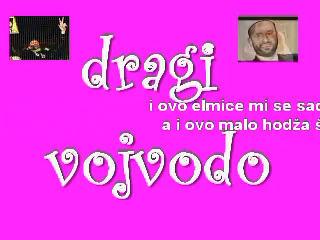 dragi
i ovo elmice mi se
a i ovo malo hodža
vojvodo